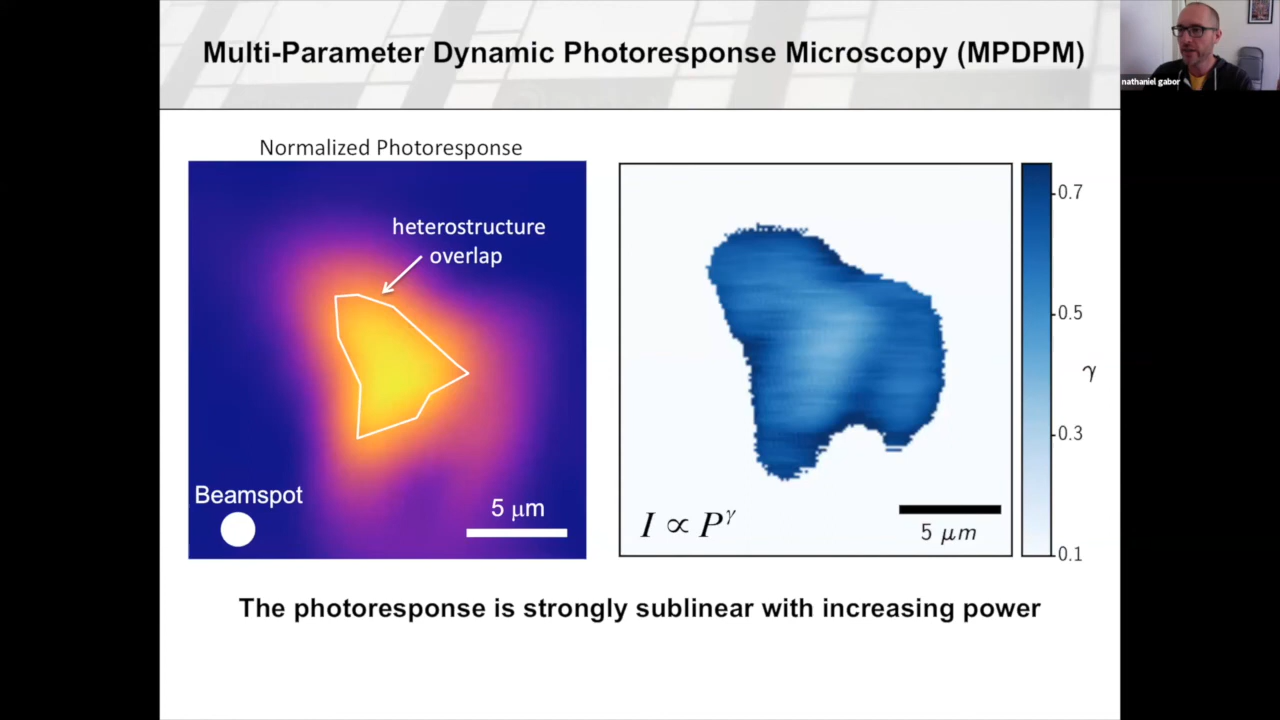 Multi-Parameter Dynamic Photoresponse Microscopy (MPDPM)
nathaniel gabor
Normalized Photoresponse
heterostructure
overlap
Beamspot
5 μm
I ∝ P^γ
5 μm
0.7
0.5
0.3
0.1
γ
The photoresponse is strongly sublinear with increasing power